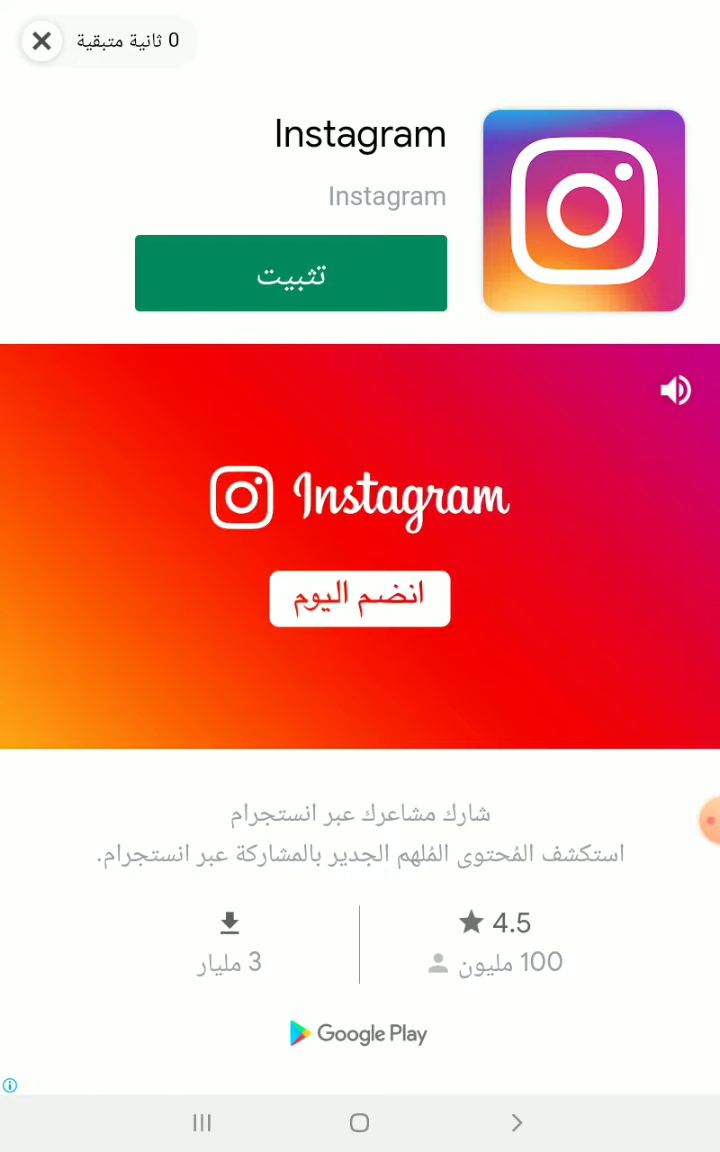 0 ثانية متبقية
Instagram
Instagram
تثبيت
Instagram
انضم اليوم
شارك مشاعرك عبر انستجرام
استكشف المُحتوى المُلهم الجدير بالمشاركة عبر انستجرام.
4.5
100 مليون
3 مليار
Google Play